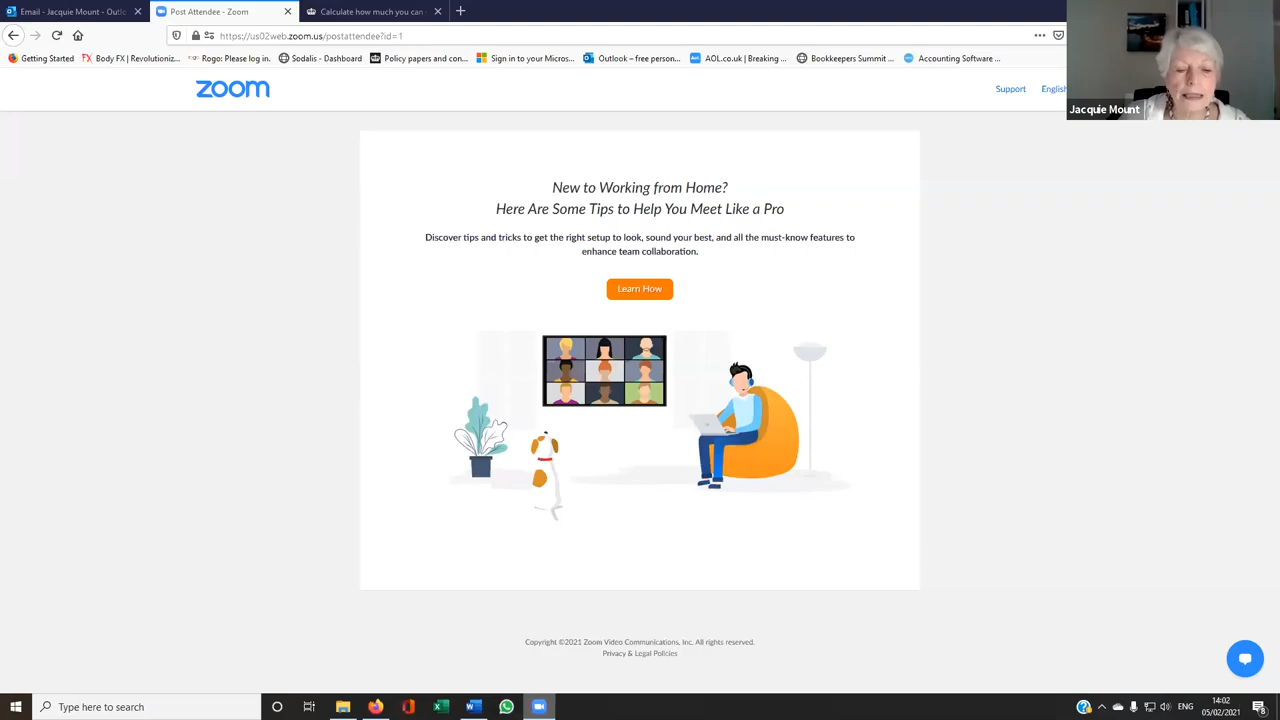 Email - Jacquie Mount - Outl
Post Attendee - Zoom
Calculate how much you can
https://us02web.zoom.us/postattendee?id=1
Getting Started
Body FX | Revolutioniz...
Rogo: Please log in.
Sodalis - Dashboard
Policy papers and con...
Sign in to your Micros...
Outlook – free person...
AOL.co.uk | Breaking ...
Bookkeepers Summit ...
Accounting Software ...
zoom
Support
English
Jacquie Mount
New to Working from Home?
Here Are Some Tips to Help You Meet Like a Pro
Discover tips and tricks to get the right setup to look, sound your best, and all the must-know features to
enhance team collaboration.
Learn How
Copyright ©2021 Zoom Video Communications, Inc. All rights reserved.
Privacy & Legal Policies
Type here to search
ENG
14:02
05/02/2021